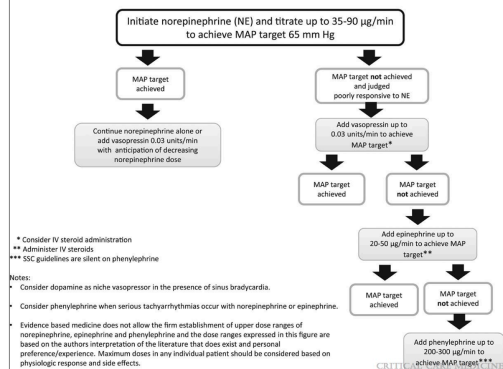 Initiate norepinephrine (NE) and titrate up to 35-90 µg/min
to achieve MAP target 65 mm Hg
MAP target
achieved
MAP target not achieved
and judged
poorly responsive to NE
Continue norepinephrine alone or
add vasopressin 0.03 units/min
with anticipation of decreasing
norepinephrine dose
Add vasopressin up to
0.03 units/min to achieve
MAP target*
MAP target
achieved
MAP target
not achieved
* Consider IV steroid administration
** Administer IV steroids
*** SSC guidelines are silent on phenylephrine
Add epinephrine up to
20-50 µg/min to achieve MAP
target**
Notes:
• Consider dopamine as niche vasopressor in the presence of sinus bradycardia.
• Consider phenylephrine when serious tachyarrhythmias occur with norepinephrine or epinephrine.
• Evidence based medicine does not allow the firm establishment of upper dose ranges of
norepinephrine, epinephrine and phenylephrine and the dose ranges expressed in this figure are
based on the authors interpretation of the literature that does exist and personal
preference/experience. Maximum doses in any individual patient should be considered based on
physiologic response and side effects.
MAP target
achieved
MAP target
not achieved
Add phenylephrine up to
200-300 µg/min to
achieve MAP target***
CRITICAL CARE MEDICINE